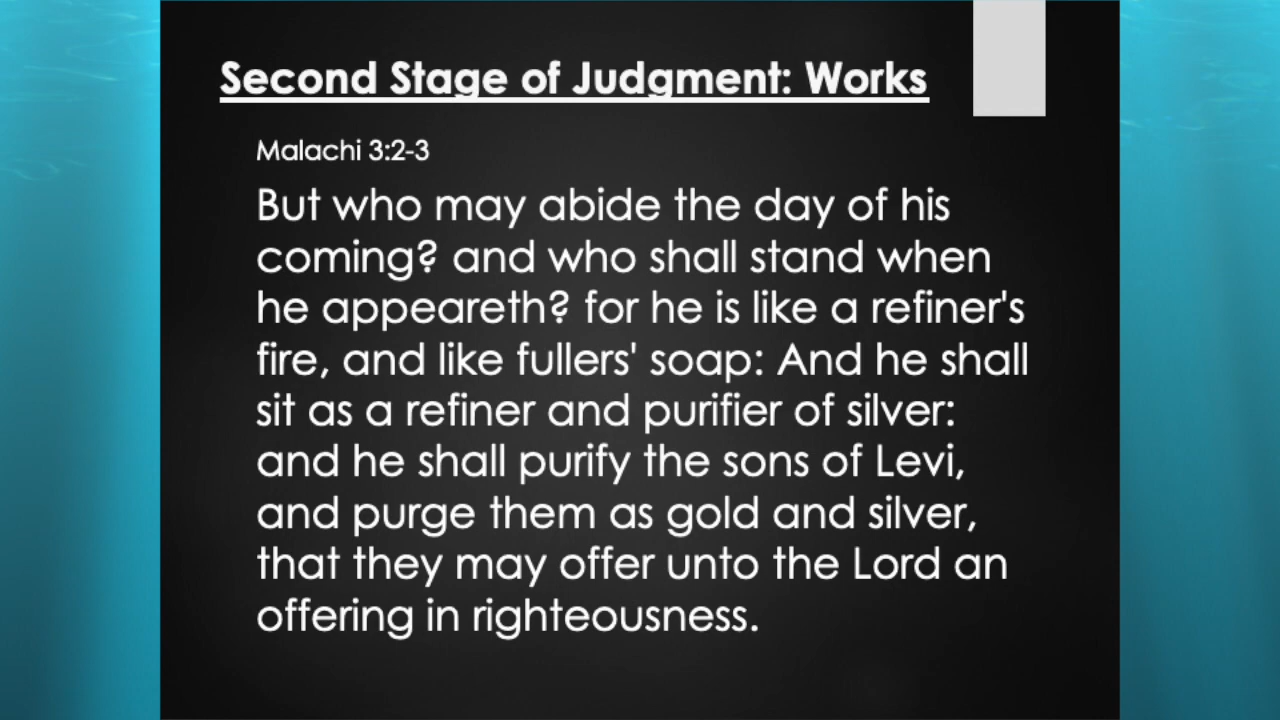 Second Stage of Judgment: Works
Malachi 3:2-3
But who may abide the day of his
coming? and who shall stand when
he appeareth? for he is like a refiner's
fire, and like fullers' soap: And he shall
sit as a refiner and purifier of silver:
and he shall purify the sons of Levi,
and purge them as gold and silver,
that they may offer unto the Lord an
offering in righteousness.